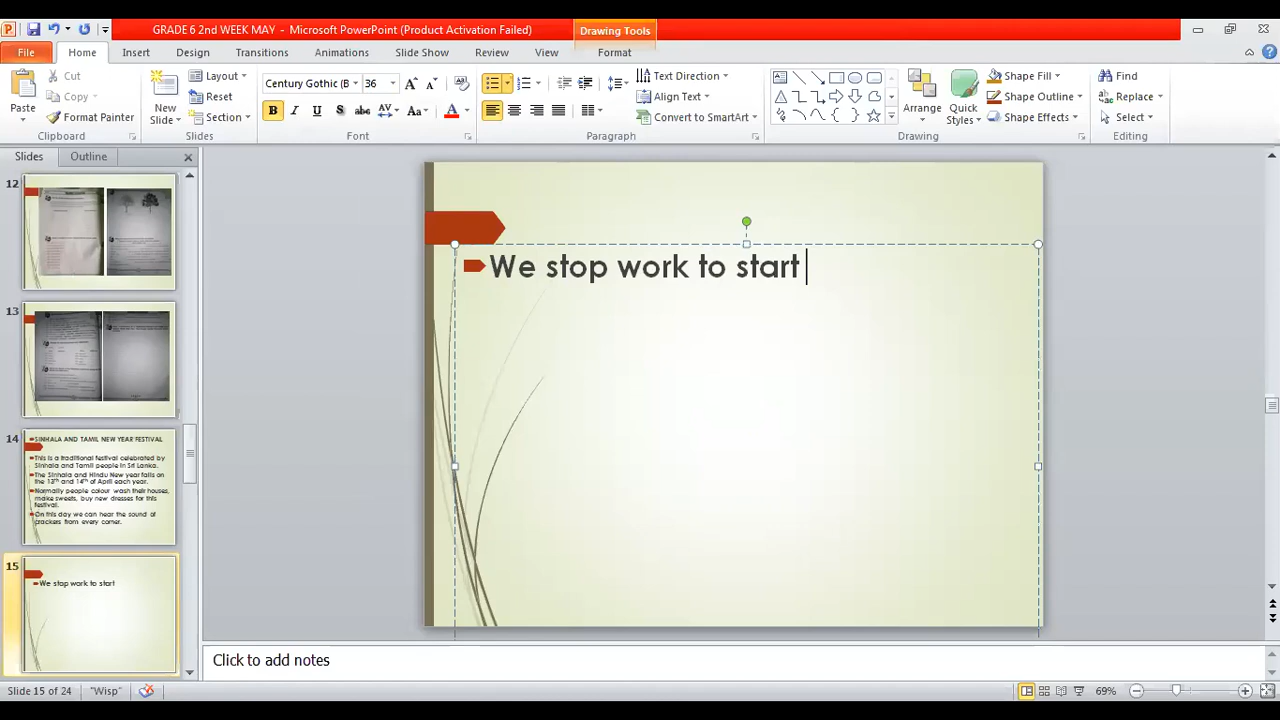 GRADE 6 2nd WEEK MAY - Microsoft PowerPoint (Product Activation Failed)
Drawing Tools
File Home Insert Design Transitions Animations Slide Show Review View Format
Paste
Cut
Copy
Format Painter
Clipboard
New
Slide
Layout
Reset
Section
Slides
Century Gothic (B 36
B I U S abc AV Aa A
Font
Paragraph
Text Direction
Align Text
Convert to SmartArt
Arrange
Quick
Styles
Shape Fill
Shape Outline
Shape Effects
Drawing
Find
Replace
Select
Editing
Slides Outline
12
13
14
SINHALA AND TAMIL NEW YEAR FESTIVAL
This is a traditional festival celebrated by
Sinhala and Tamil people in Sri Lanka.
The Sinhala and Hindu New year falls on
the 13th and 14th of April each year.
Normally people colour wash their houses,
make sweets, buy new dresses for this
festival.
On this day we can hear the sound of
crackers from every corner.
15
We stop work to start
We stop work to start
Click to add notes
Slide 15 of 24 "Wisp" 69%